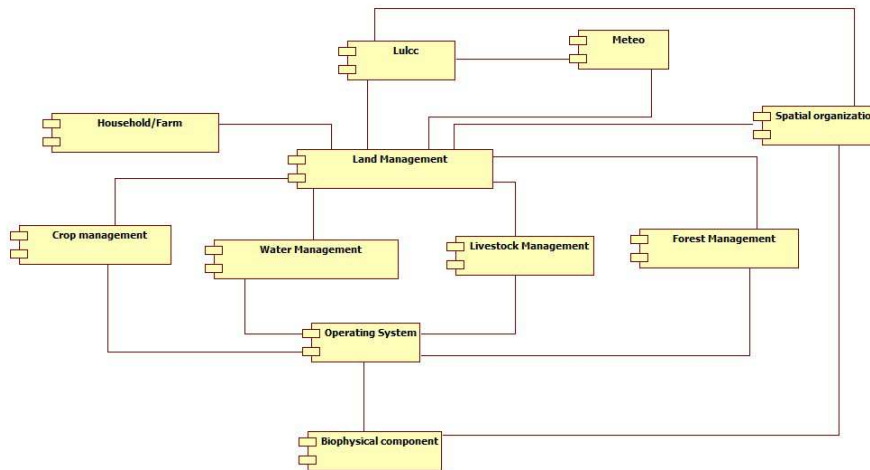 Lulcc
Meteo
Household/Farm
Spatial organization
Land Management
Crop management
Water Management
Livestock Management
Forest Management
Operating System
Biophysical component